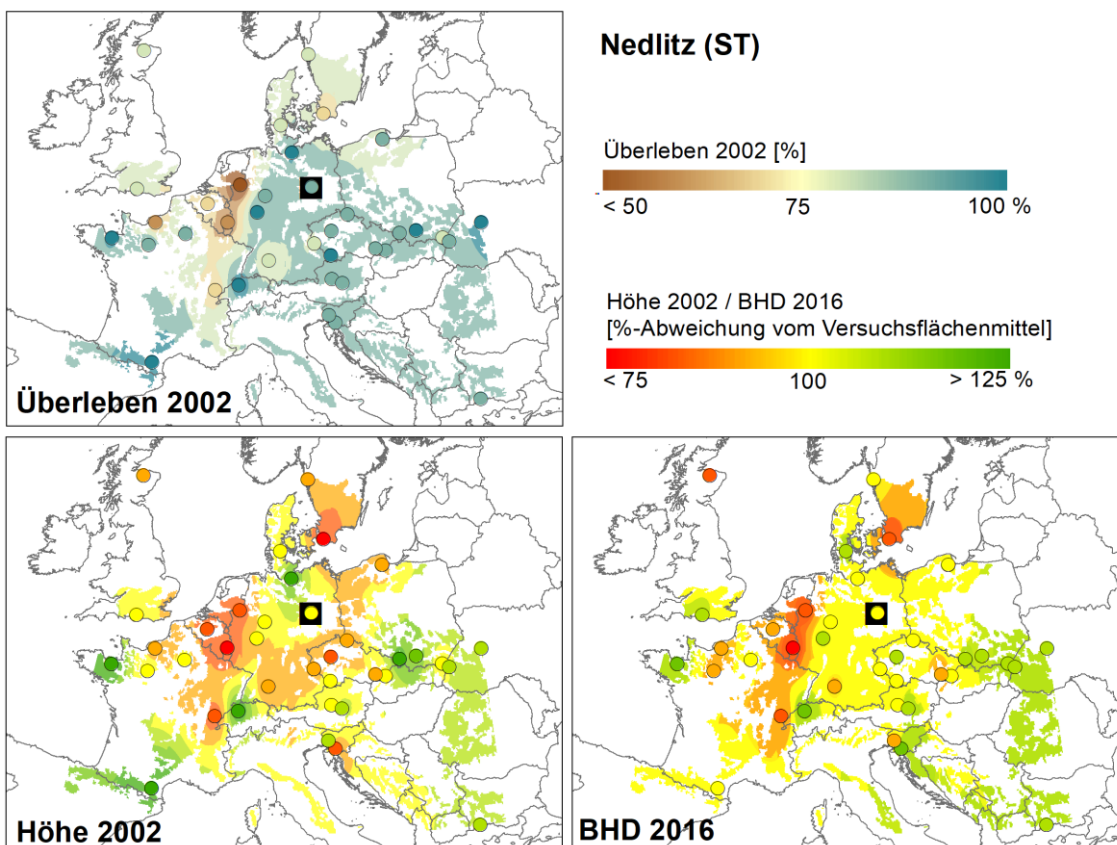 Nedlitz (ST)
Überleben 2002 [%]
< 50 75 100 %
Höhe 2002 / BHD 2016
[%-Abweichung vom Versuchsflächenmittel]
< 75 100 > 125 %
Überleben 2002
Höhe 2002
BHD 2016